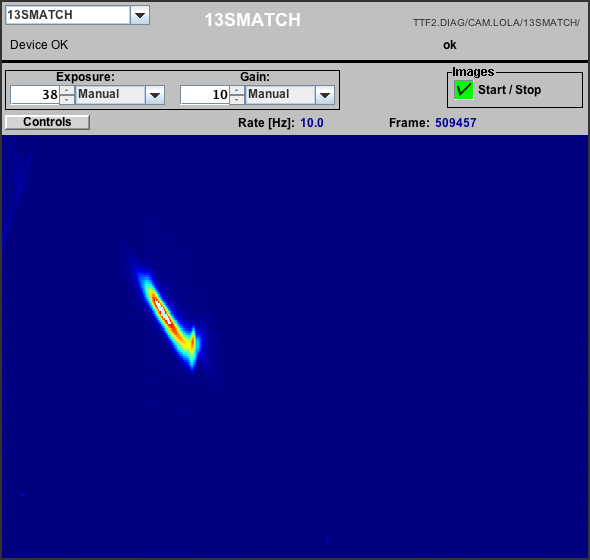 13SMATCH
13SMATCH
TTF2.DIAG/CAM.LOLA/13SMATCH/
Device OK
ok
Exposure:
Gain:
Images
38
Manual
10
Manual
Start / Stop
Controls
Rate [Hz]: 10.0
Frame: 509457